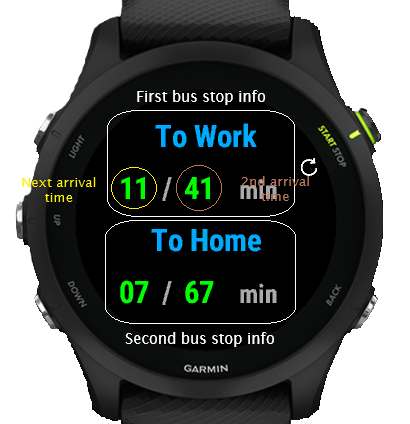 First bus stop info
To Work
START STOP
LIGHT
Next arrival
time
11 / 41 min
2nd arrival
time
UP
To Home
07 / 67 min
DOWN
BACK
Second bus stop info
GARMIN